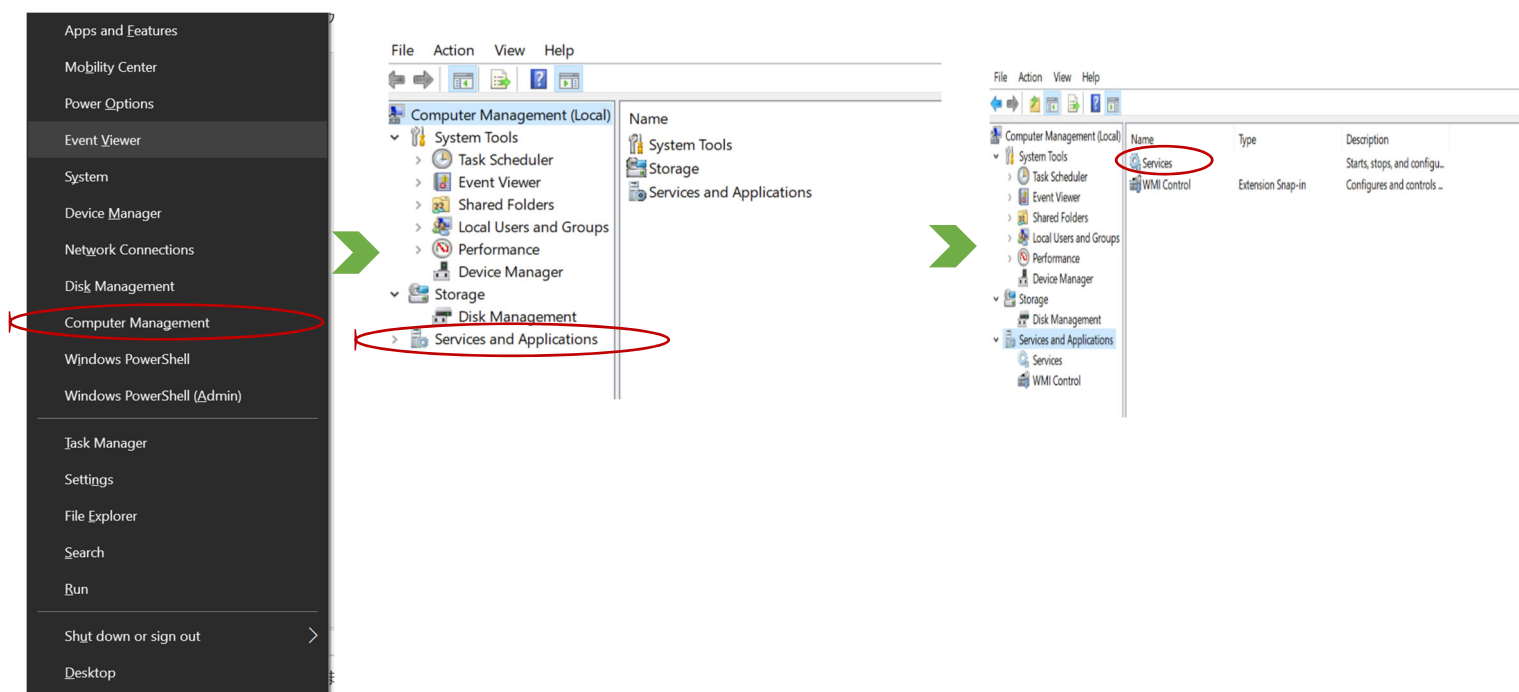 Apps and Features
Mobility Center
Power Options
Event Viewer
System
Device Manager
Network Connections
Disk Management
Computer Management
Windows PowerShell
Windows PowerShell (Admin)
Task Manager
Settings
File Explorer
Search
Run
Shut down or sign out
Desktop
File Action View Help
Computer Management (Local)
System Tools
Task Scheduler
Event Viewer
Shared Folders
Local Users and Groups
Performance
Device Manager
Storage
Disk Management
Services and Applications
Name
System Tools
Storage
Services and Applications
File Action View Help
Computer Management (Local)
System Tools
Task Scheduler
Event Viewer
Shared Folders
Local Users and Groups
Performance
Device Manager
Storage
Disk Management
Services and Applications
Services
WMI Control
Name Type Description
Services Starts, stops, and configu...
WMI Control Extension Snap-in Configures and controls ...